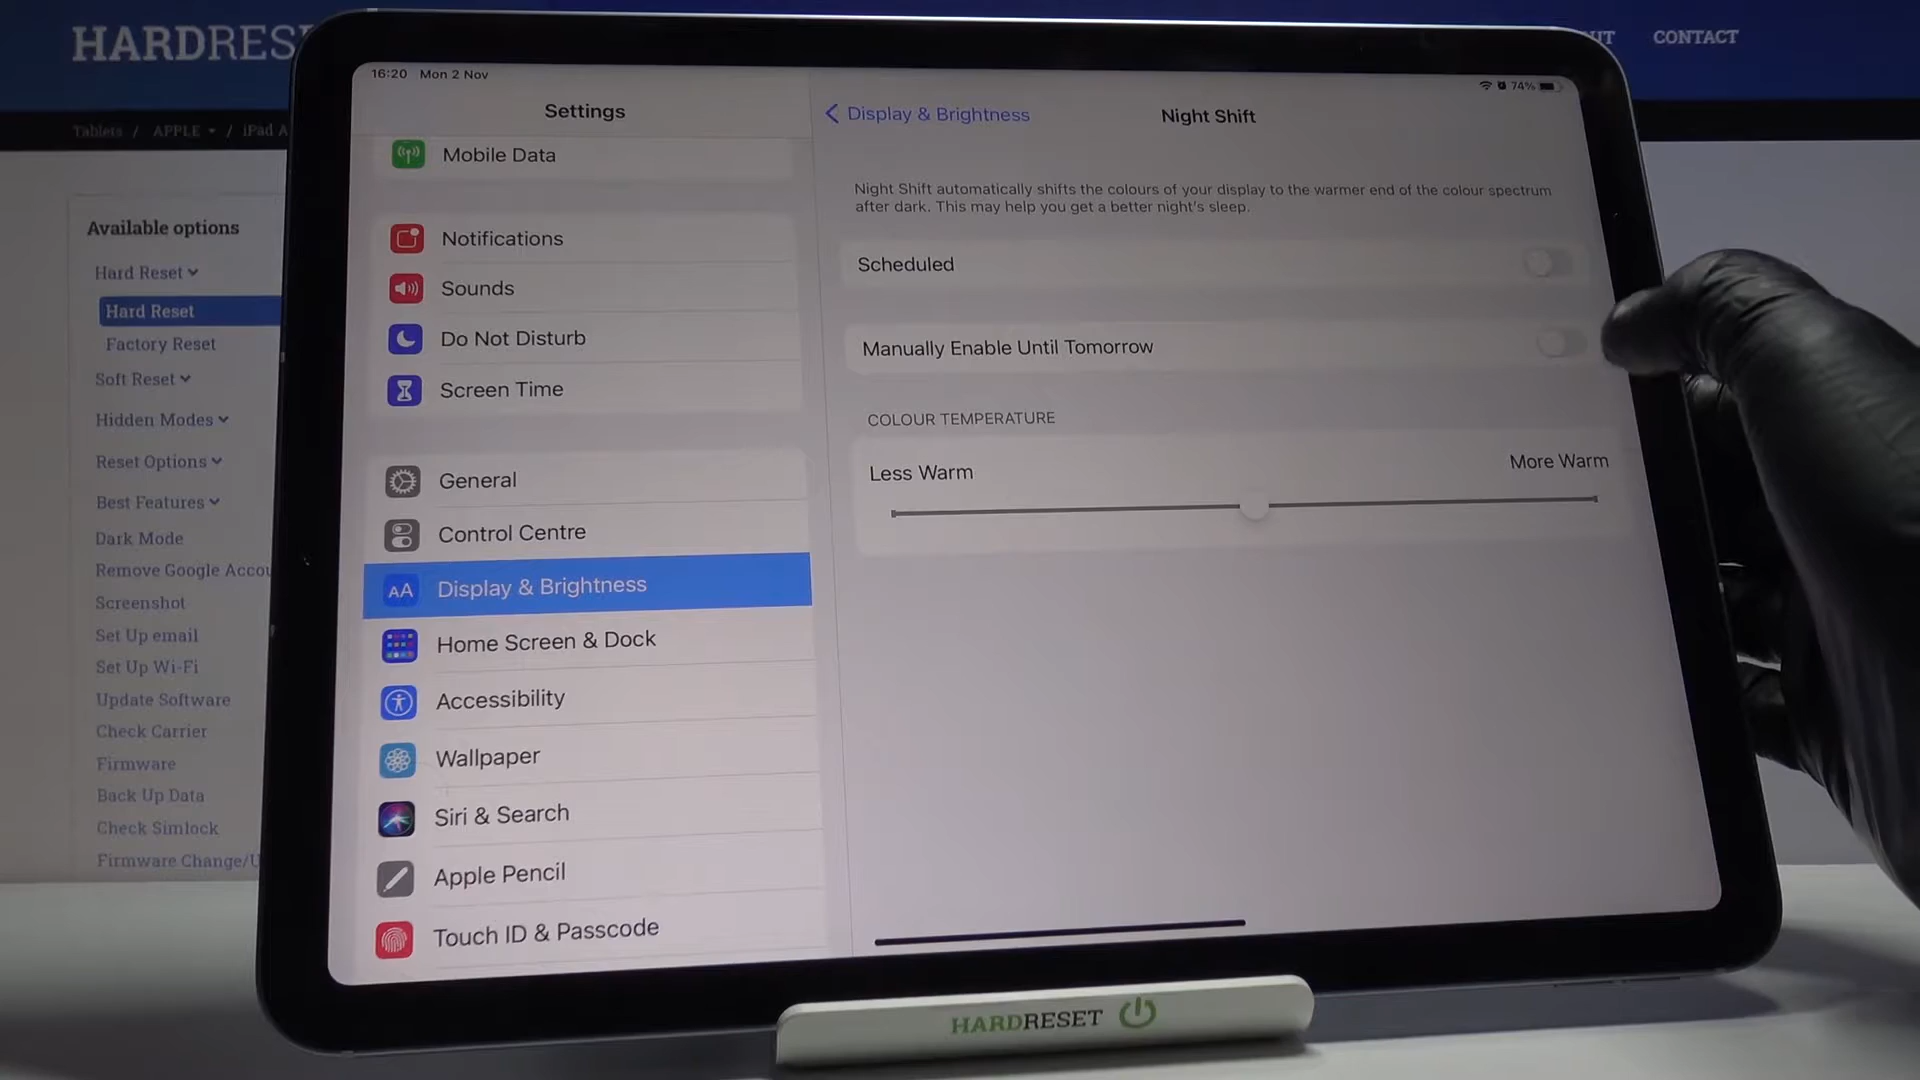 HARDRES
CONTACT
Tablets / APPLE / iPad A
Available options
Hard Reset
Hard Reset
Factory Reset
Soft Reset
Hidden Modes
Reset Options
Best Features
Dark Mode
Remove Google Accou
Screenshot
Set Up email
Set Up Wi-Fi
Update Software
Check Carrier
Firmware
Back Up Data
Check Simlock
Firmware Change/U
16:20 Mon 2 Nov
74%
Settings
Mobile Data
Notifications
Sounds
Do Not Disturb
Screen Time
General
Control Centre
AA Display & Brightness
Home Screen & Dock
Accessibility
Wallpaper
Siri & Search
Apple Pencil
Touch ID & Passcode
Display & Brightness
Night Shift
Night Shift automatically shifts the colours of your display to the warmer end of the colour spectrum
after dark. This may help you get a better night's sleep.
Scheduled
Manually Enable Until Tomorrow
COLOUR TEMPERATURE
Less Warm
More Warm
HARDRESET